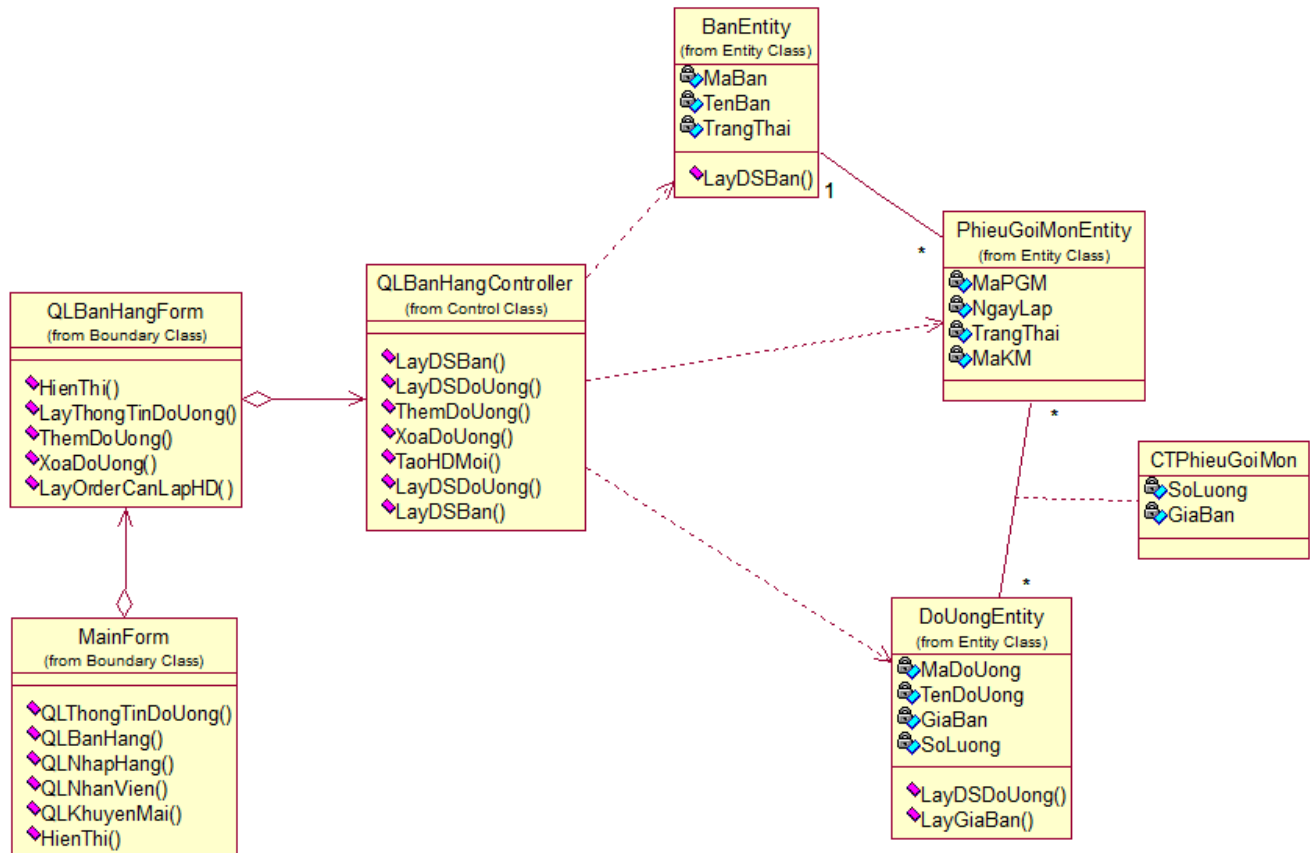 BanEntity
(from Entity Class)
MaBan
TenBan
TrangThai
LayDSBan()
1
*
PhieuGoiMonEntity
(from Entity Class)
MaPGM
NgayLap
TrangThai
MaKM
QLBanHangController
(from Control Class)
LayDSBan()
LayDSDoUong()
ThemDoUong()
XoaDoUong()
TaoHDMoi()
LayDSDoUong()
LayDSBan()
QLBanHangForm
(from Boundary Class)
HienThi()
LayThongTinDoUong()
ThemDoUong()
XoaDoUong()
LayOrderCanLapHD()
*
CTPhieuGoiMon
SoLuong
GiaBan
*
DoUongEntity
(from Entity Class)
MaDoUong
TenDoUong
GiaBan
SoLuong
LayDSDoUong()
LayGiaBan()
MainForm
(from Boundary Class)
QLThongTinDoUong()
QLBanHang()
QLNhapHang()
QLNhanVien()
QLKhuyenMai()
HienThi()